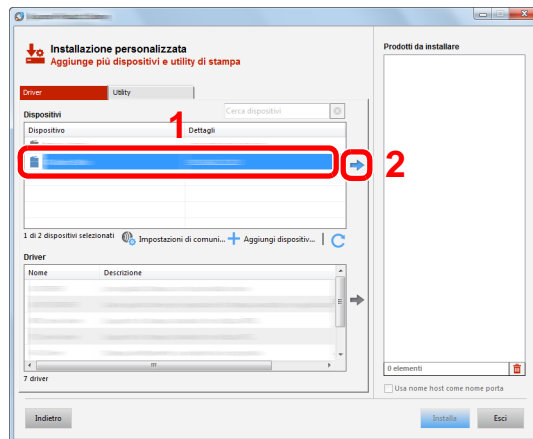 Installazione personalizzata
Aggiunge più dispositivi e utility di stampa
Prodotti da installare
Driver
Utility
Dispositivi
1
Cerca dispositivi
Dispositivo
Dettagli
2
1 di 2 dispositivi selezionati
Impostazioni di comuni...
Aggiungi dispositiv...
Driver
Nome
Descrizione
7 driver
0 elementi
Usa nome host come nome porta
Indietro
Installa
Esci